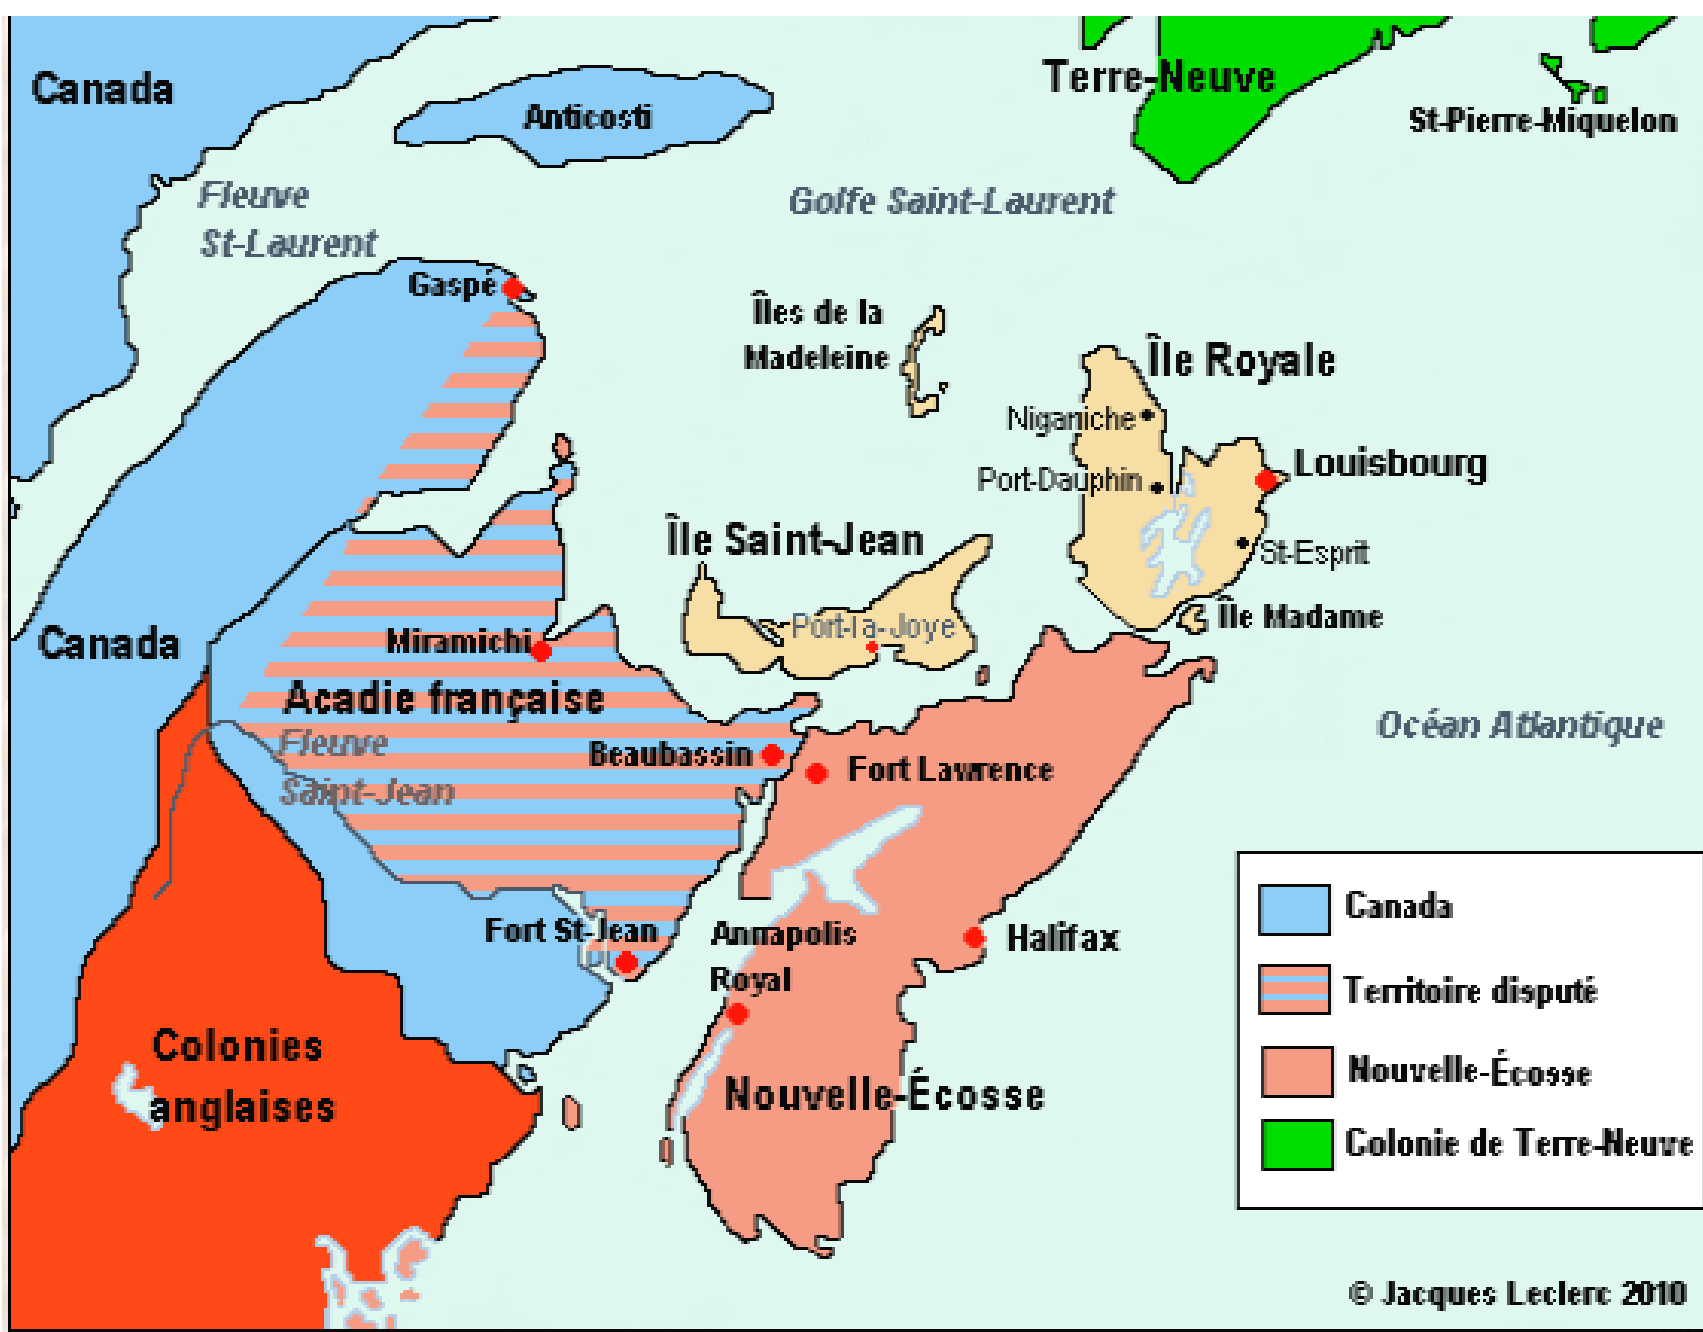 Canada
Anticosti
Terre-Neuve
St-Pierre-Miquelon
Fleuve
St-Laurent
Golfe Saint-Laurent
Gaspé
Îles de la
Madeleine
Île Royale
Niganiche
Louisbourg
Port-Dauphin
Île Saint-Jean
St-Esprit
Île Madame
Port-la-Joye
Canada
Miramichi
Acadie française
Océan Atlantique
Fleuve
Saint-Jean
Beaubassin
Fort Lawrence
Fort St-Jean
Annapolis
Royal
Halifax
Colonies
anglaises
Nouvelle-Écosse
Canada
Territoire disputé
Nouvelle-Écosse
Colonie de Terre-Neuve
© Jacques Leclerc 2010